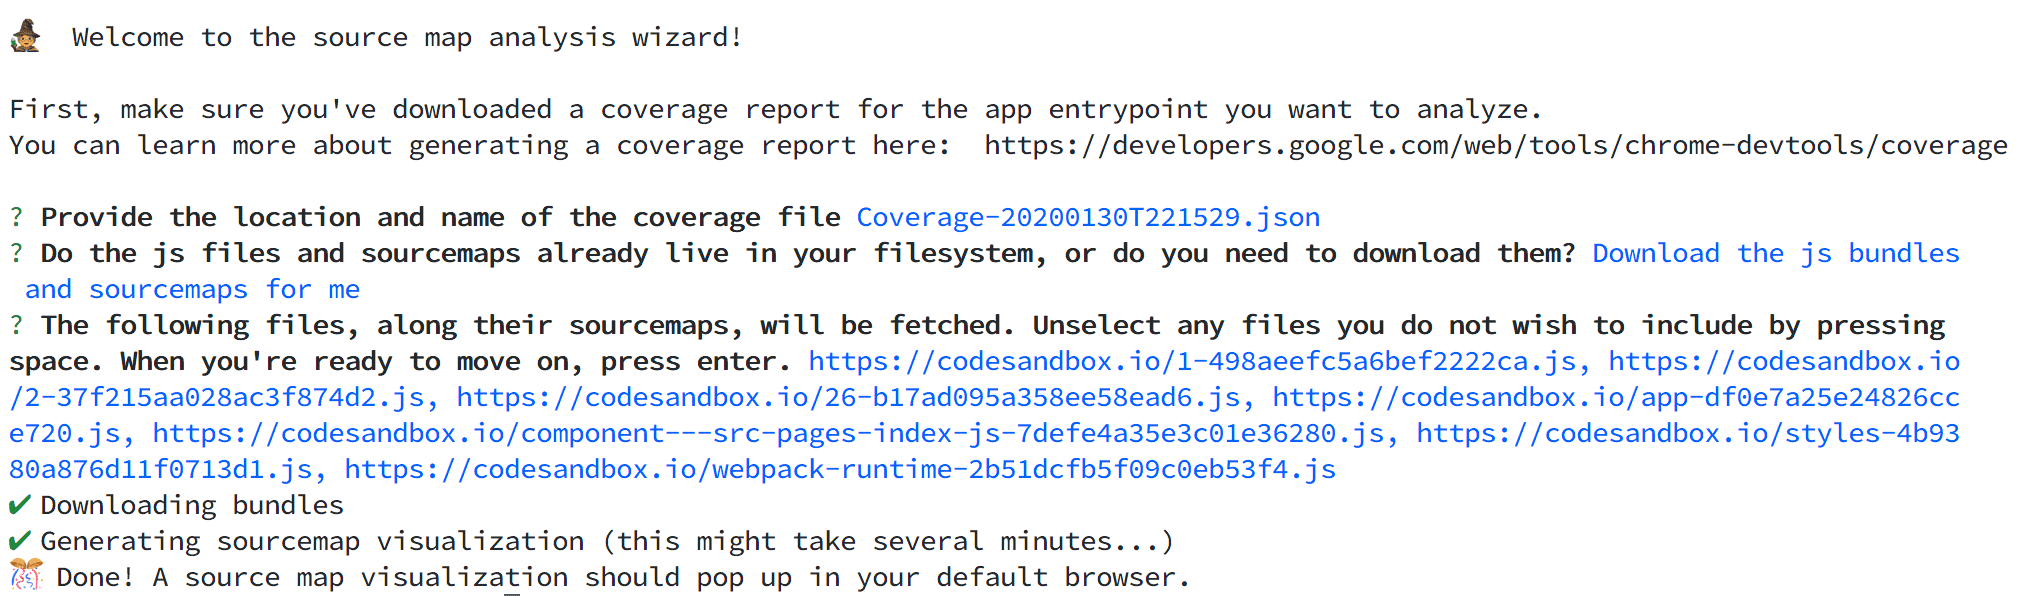 Welcome to the source map analysis wizard!
First, make sure you've downloaded a coverage report for the app entrypoint you want to analyze.
You can learn more about generating a coverage report here:  https://developers.google.com/web/tools/chrome-devtools/coverage
? Provide the location and name of the coverage file Coverage-20200130T221529.json
? Do the js files and sourcemaps already live in your filesystem, or do you need to download them? Download the js bundles
and sourcemaps for me
? The following files, along their sourcemaps, will be fetched. Unselect any files you do not wish to include by pressing
space. When you're ready to move on, press enter. https://codesandbox.io/1-498aeefc5a6bef2222ca.js, https://codesandbox.io
/2-37f215aa028ac3f874d2.js, https://codesandbox.io/26-b17ad095a358ee58ead6.js, https://codesandbox.io/app-df0e7a25e24826cc
e720.js, https://codesandbox.io/component---src-pages-index-js-7defe4a35e3c01e36280.js, https://codesandbox.io/styles-4b93
80a876d11f0713d1.js, https://codesandbox.io/webpack-runtime-2b51dcfb5f09c0eb53f4.js
✔ Downloading bundles
✔ Generating sourcemap visualization (this might take several minutes...)
Done! A source map visualization should pop up in your default browser.